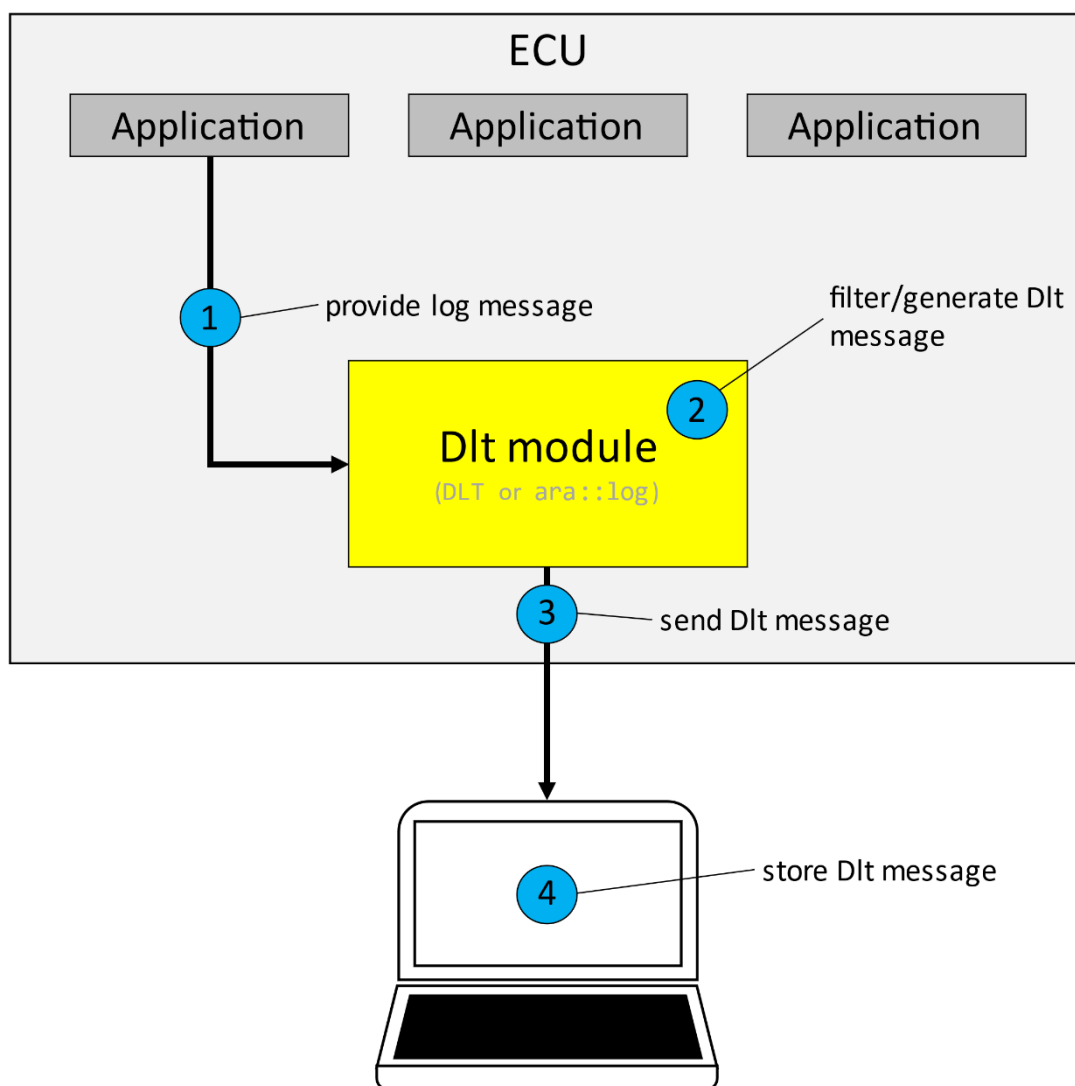 ECU
Application
Application
Application
1
provide log message
filter/generate Dlt
message
2
Dlt module
(DLT or ara::log)
3
send Dlt message
4
store Dlt message